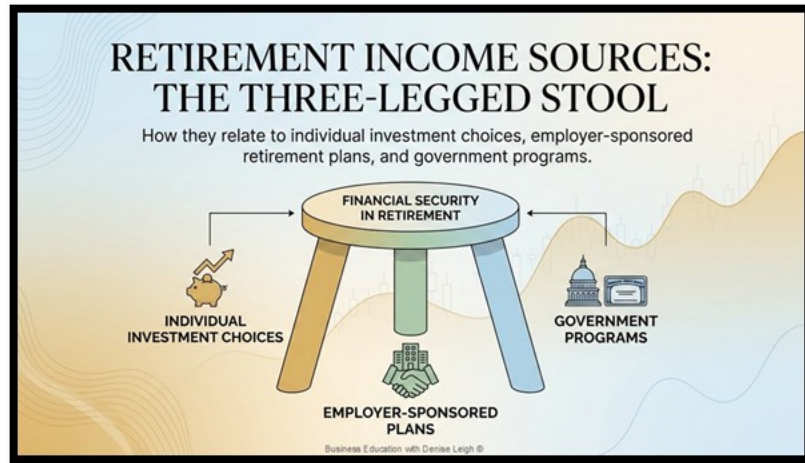 RETIREMENT INCOME SOURCES:
THE THREE-LEGGED STOOL
How they relate to individual investment choices, employer-sponsored
retirement plans, and government programs.
FINANCIAL SECURITY
IN RETIREMENT
INDIVIDUAL
INVESTMENT CHOICES
GOVERNMENT
PROGRAMS
EMPLOYER-SPONSORED
PLANS
Business Education with Denise Leigh ©